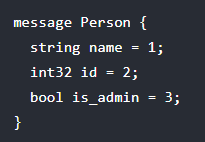 message Person {
  string name = 1;
  int32 id = 2;
  bool is_admin = 3;
}